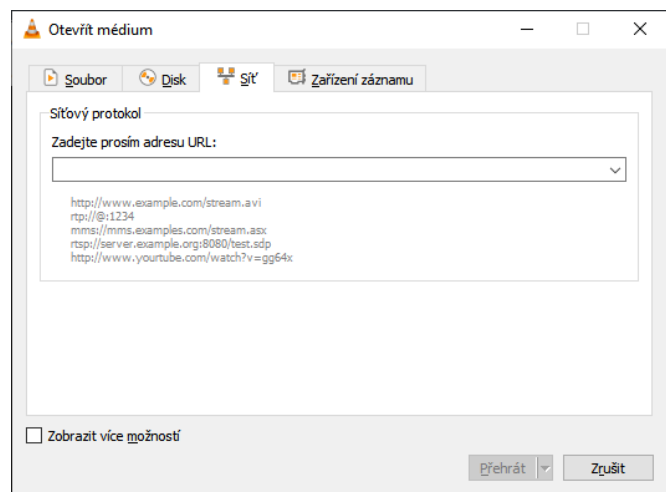 Otevřít médium
Soubor Disk Síť Zařízení záznamu
Síťový protokol
Zadejte prosím adresu URL:
http://www.example.com/stream.avi
rtp://@:1234
mms://mms.examples.com/stream.asx
rtsp://server.example.org:8080/test.sdp
http://www.yourtube.com/watch?v=gg64x
Zobrazit více možností
Přehrát Zrušit